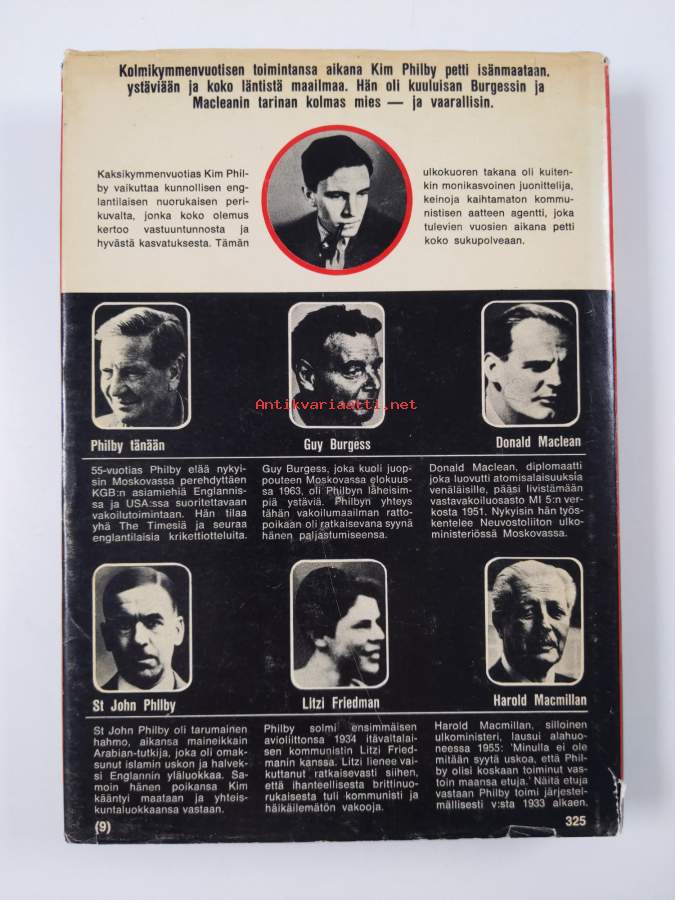 Kolmikymmenvuotisen toimintansa aikana Kim Philby petti isänmaataan,
ystäviään ja koko läntistä maailmaa. Hän oli kuuluisan Burgessin ja
Macleanin tarinan kolmas mies — ja vaarallisin.
Kaksikymmenvuotias Kim Phil-
by vaikuttaa kunnollisen eng-
lantilaisen nuorukaisen peri-
kuvalta, jonka koko olemus
kertoo vastuuntunnosta ja
hyvästä kasvatuksesta. Tämän
ulkokuoren takana oli kuiten-
kin monikasvoinen juonittelija,
keinoja kaihtamaton kommu-
nistisen aatteen agentti, joka
tulevien vuosien aikana petti
koko sukupolveaan.
Antikvariaatti.net
Philby tänään
55-vuotias Philby elää nykyi-
sin Moskovassa perehdyttäen
KGB:n asiamiehiä Englannis-
sa ja USA:ssa suoritettavaan
vakoilutoimintaan. Hän tilaa
yhä The Timesiä ja seuraa
englantilaisia krikettiotteluita.
Guy Burgess
Guy Burgess, joka kuoli juop-
pouteen Moskovassa elokuus-
sa 1963, oli Philbyn läheisim-
piä ystäviä. Philbyn yhteys
tähän vakoilumaailman ratto-
poikaan oli ratkaisevana syynä
hänen paljastumiseensa.
Donald Maclean
Donald Maclean, diplomaatti
joka luovutti atomisalaisuuksia
venäläisille, pääsi livistämään
vastavakoiluosasto MI 5:n ver-
kosta 1951. Nykyisin hän työs-
kentelee Neuvostoliiton ulko-
ministeriössä Moskovassa.
St John Philby
St John Philby oli tarumainen
hahmo, aikansa maineikkain
Arabian-tutkija, joka oli omak-
sunut islamin uskon ja halvek-
si Englannin yläluokkaa. Sa-
moin hänen poikansa Kim
kääntyi maataan ja yhteis-
kuntaluokkaansa vastaan.
Litzi Friedman
Philby solmi ensimmäisen
avioliittonsa 1934 itävaltalai-
sen kommunistin Litzi Fried-
manin kanssa. Litzi lienee vai-
kuttanut ratkaisevasti siihen,
että ihanteellisesta brittinuo-
rukaisesta tuli kommunisti ja
häikäilemätön vakooja.
Harold Macmillan
Harold Macmillan, silloinen
ulkoministeri, lausui alahuo-
neessa 1955: 'Minulla ei ole
mitään syytä uskoa, että Phil-
by olisi koskaan toiminut vas-
toin maansa etuja.' Näitä etuja
vastaan Philby toimi järjestel-
mällisesti v:sta 1933 alkaen.
(9)
325